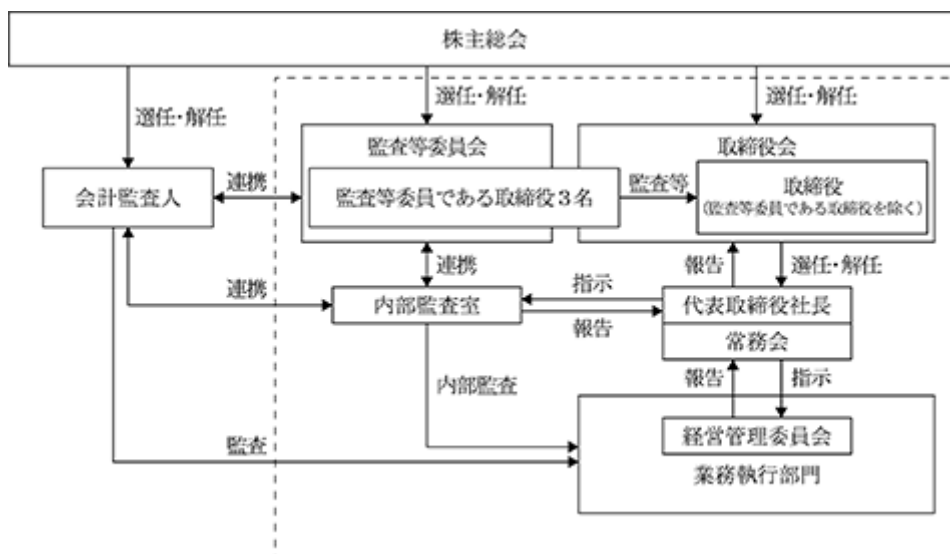 株主総会
選任・解任
選任・解任
選任・解任
監査等委員会
取締役会
会計監査人
連携
監査等委員である取締役3名
監査等
取締役
(監査等委員である取締役を除く)
連携
報告
選任・解任
連携
内部監査室
指示
報告
代表取締役社長
常務会
内部監査
報告
指示
監査
経営管理委員会
業務執行部門